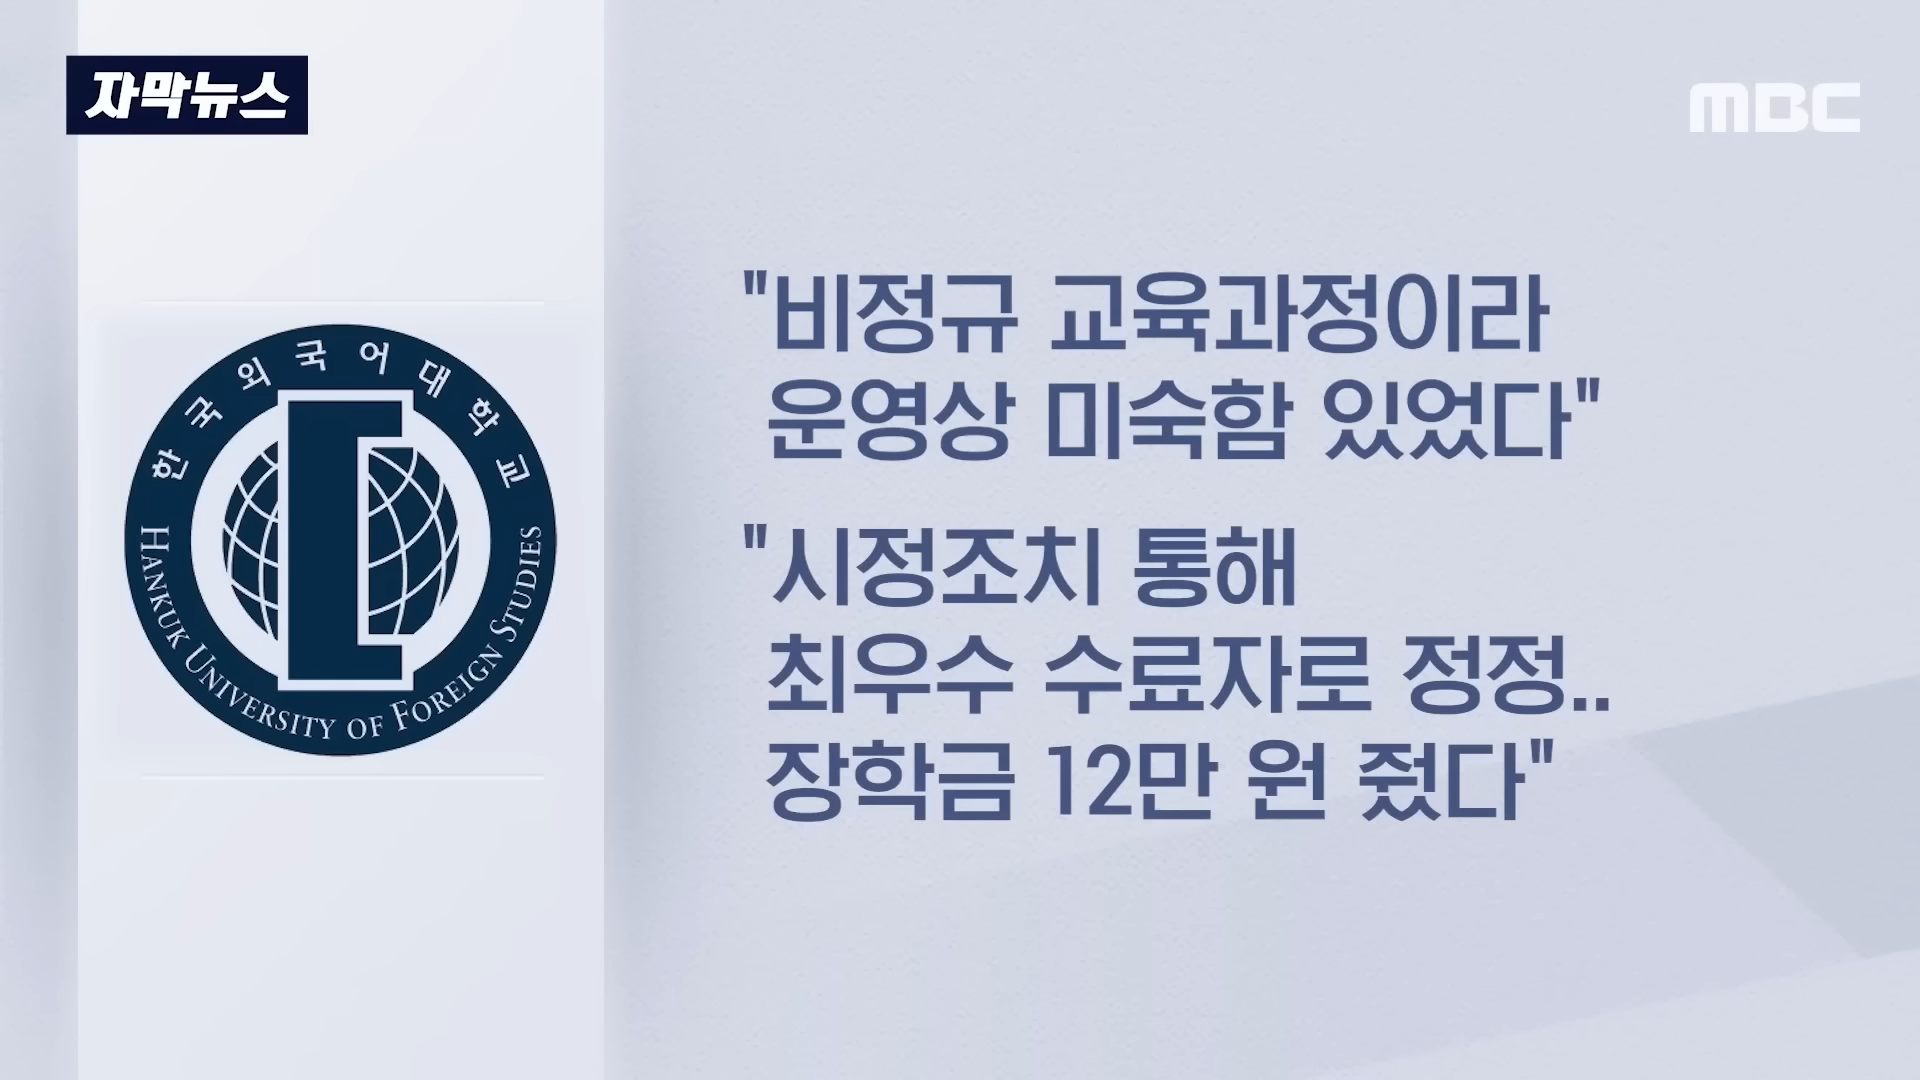 자막뉴스
MBC
한국외국어대학교
HANKUK UNIVERSITY OF FOREIGN STUDIES
"비정규 교육과정이라
운영상 미숙함 있었다"
"시정조치 통해
최우수 수료자로 정정..
장학금 12만 원 줬다"